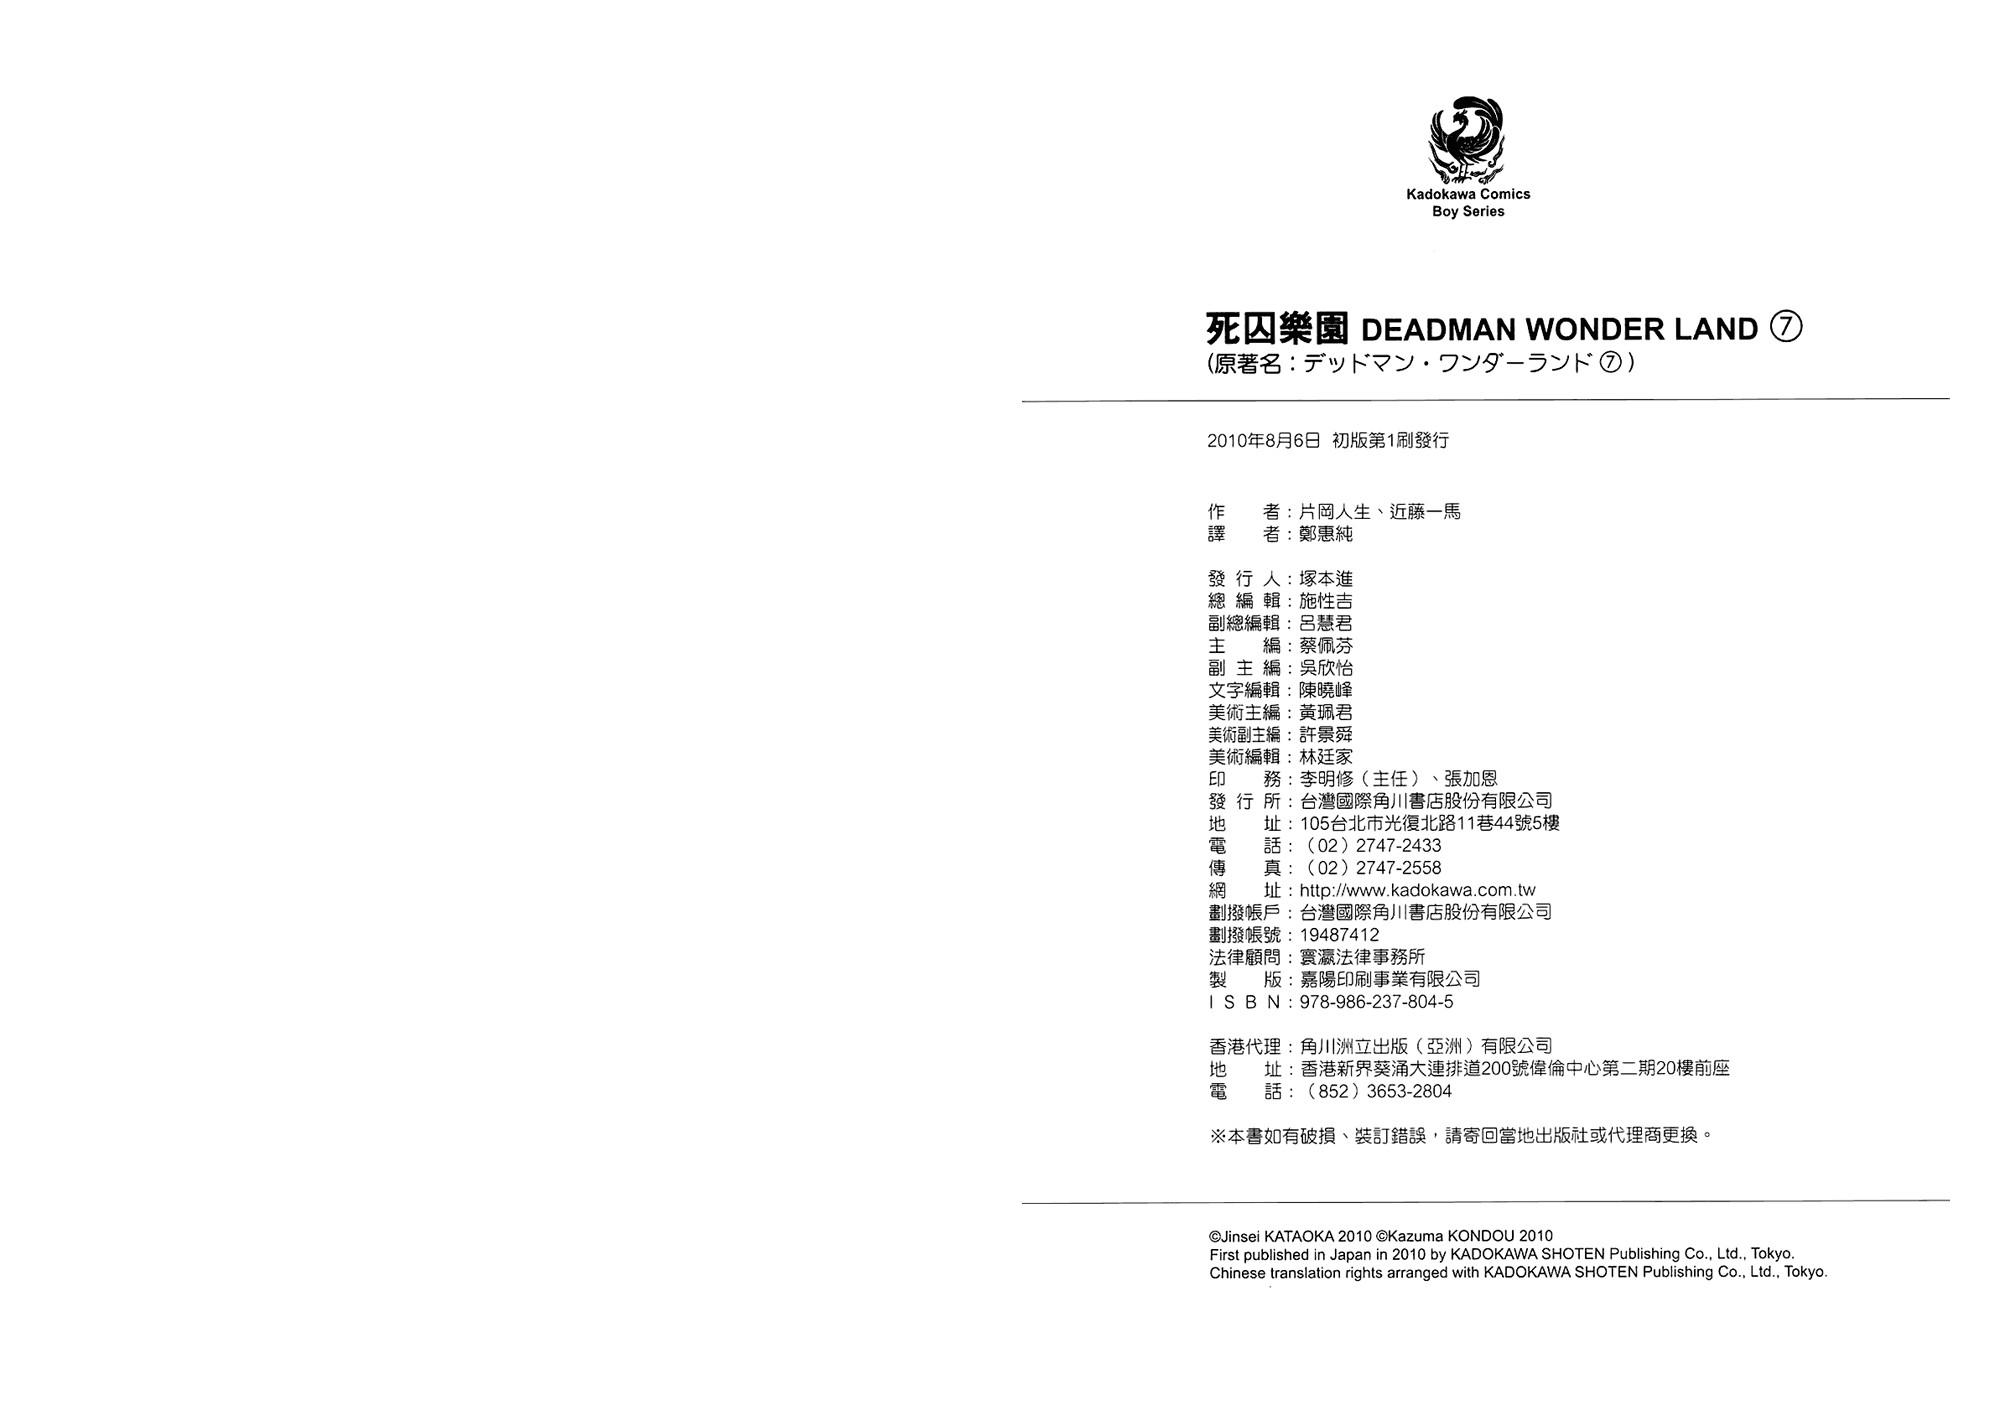 Kadokawa Comics
Boy Series
死囚樂園 DEADMAN WONDER LAND ⑦
(原著名：デッドマン・ワンダーランド ⑦)
2010年8月6日 初版第1刷發行
作者：片岡人生、近藤一馬
譯者：鄭惠純
發行人：塚本進
總編輯：施性吉
副總編輯：呂慧君
主編：蔡佩芬
副主編：吳欣怡
文字編輯：陳曉峰
美術主編：黃珮君
美術副主編：許景舜
美術編輯：林廷家
印務：李明修（主任）、張加恩
發行所：台灣國際角川書店股份有限公司
地址：105台北市光復北路11巷44號5樓
電話：（02）2747-2433
傳真：（02）2747-2558
網址：http://www.kadokawa.com.tw
劃撥帳戶：台灣國際角川書店股份有限公司
劃撥帳號：19487412
法律顧問：寰瀛法律事務所
製版：嘉陽印刷事業有限公司
ISBN：978-986-237-804-5
香港代理：角川洲立出版（亞洲）有限公司
地址：香港新界葵涌大連排道200號偉倫中心第二期20樓前座
電話：（852）3653-2804
※本書如有破損、裝訂錯誤，請寄回當地出版社或代理商更換。
©Jinsei KATAOKA 2010 ©Kazuma KONDOU 2010
First published in Japan in 2010 by KADOKAWA SHOTEN Publishing Co., Ltd., Tokyo.
Chinese translation rights arranged with KADOKAWA SHOTEN Publishing Co., Ltd., Tokyo.